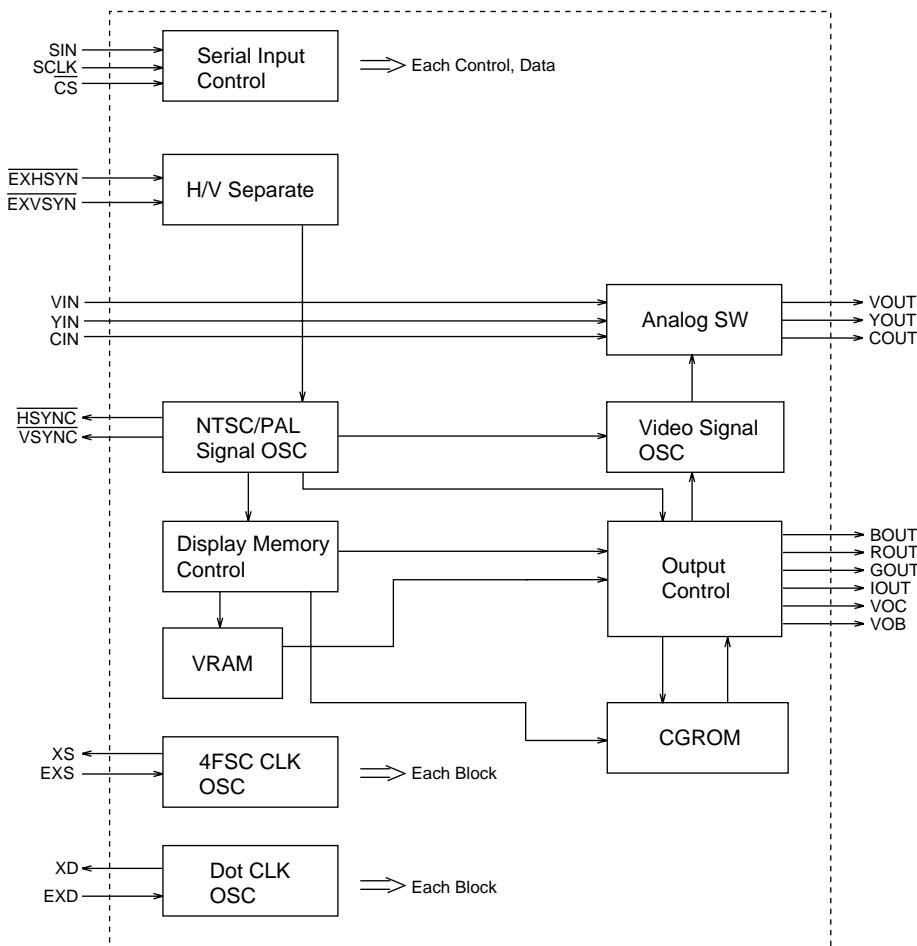 SIN
SCLK
CS
Serial Input
Control
Each Control, Data
EXHSYN
EXVSYN
H/V Separate
VIN
YIN
CIN
Analog SW
VOUT
YOUT
COUT
HSYNC
VSYNC
NTSC/PAL
Signal OSC
Video Signal
OSC
Display Memory
Control
Output
Control
BOUT
ROUT
GOUT
IOUT
VOC
VOB
VRAM
CGROM
XS
EXS
4FSC CLK
OSC
Each Block
XD
EXD
Dot CLK
OSC
Each Block